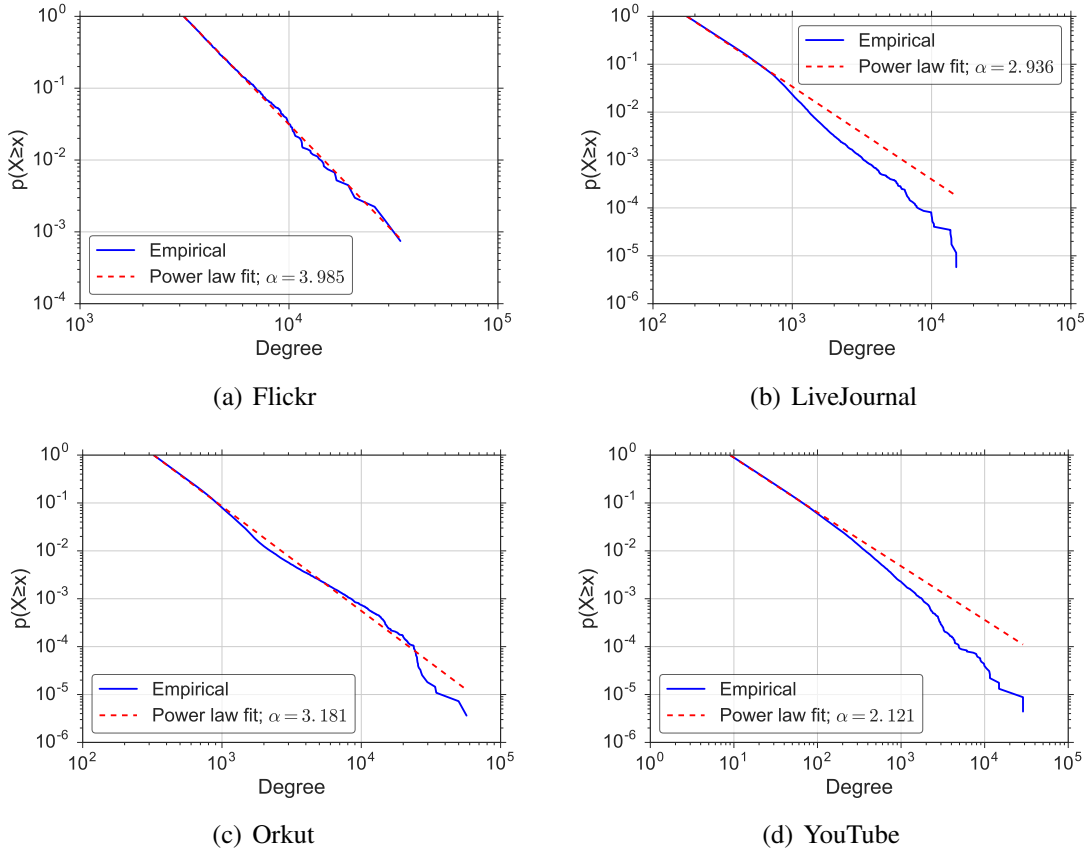 10^0
10^-1
10^-2
10^-3
10^-4
p(X≥x)
10^3
10^4
10^5
Degree
Empirical
Power law fit; α = 3.985
(a) Flickr
10^0
10^-1
10^-2
10^-3
10^-4
10^-5
10^-6
p(X≥x)
10^2
10^3
10^4
10^5
Degree
Empirical
Power law fit; α = 2.936
(b) LiveJournal
10^0
10^-1
10^-2
10^-3
10^-4
10^-5
10^-6
p(X≥x)
10^2
10^3
10^4
10^5
Degree
Empirical
Power law fit; α = 3.181
(c) Orkut
10^0
10^-1
10^-2
10^-3
10^-4
10^-5
10^-6
p(X≥x)
10^0
10^1
10^2
10^3
10^4
10^5
Degree
Empirical
Power law fit; α = 2.121
(d) YouTube